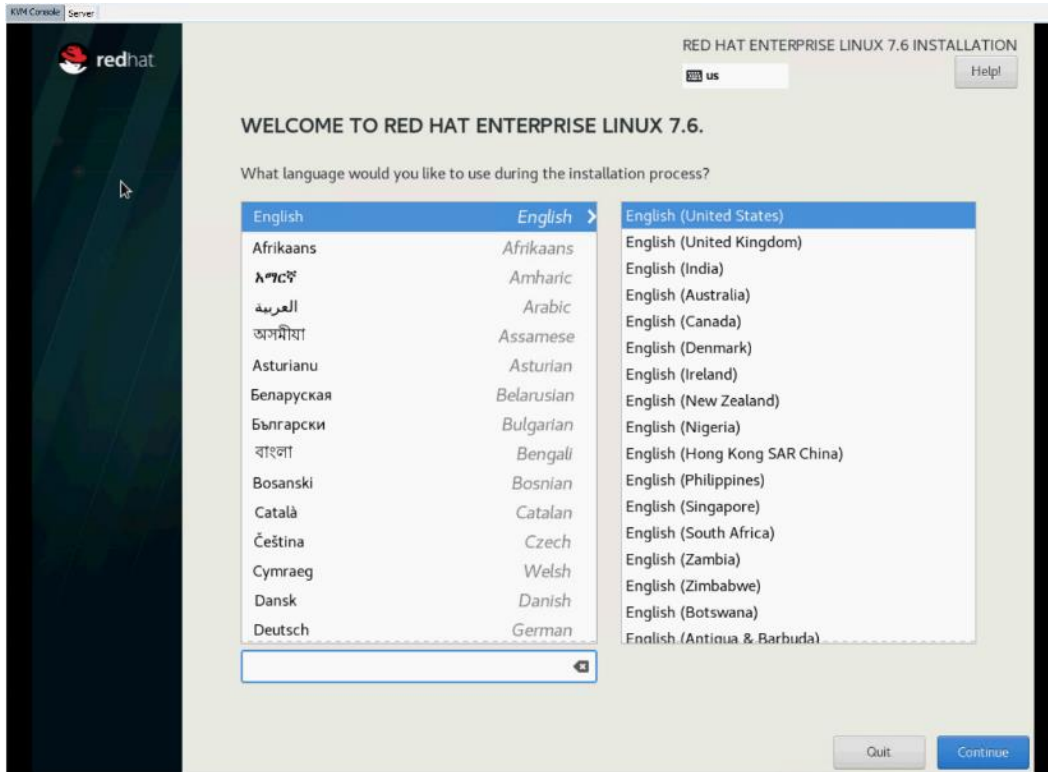 KVM Console Server
redhat
RED HAT ENTERPRISE LINUX 7.6 INSTALLATION
us
Help!
WELCOME TO RED HAT ENTERPRISE LINUX 7.6.
What language would you like to use during the installation process?
English English
Afrikaans Afrikaans
አማርኛ Amharic
العربية Arabic
অসমীয়া Assamese
Asturianu Asturian
Беларуская Belarusian
Български Bulgarian
বাংলা Bengali
Bosanski Bosnian
Català Catalan
Čeština Czech
Cymraeg Welsh
Dansk Danish
Deutsch German
English (United States)
English (United Kingdom)
English (India)
English (Australia)
English (Canada)
English (Denmark)
English (Ireland)
English (New Zealand)
English (Nigeria)
English (Hong Kong SAR China)
English (Philippines)
English (Singapore)
English (South Africa)
English (Zambia)
English (Zimbabwe)
English (Botswana)
English (Antigua & Barbuda)
Quit
Continue